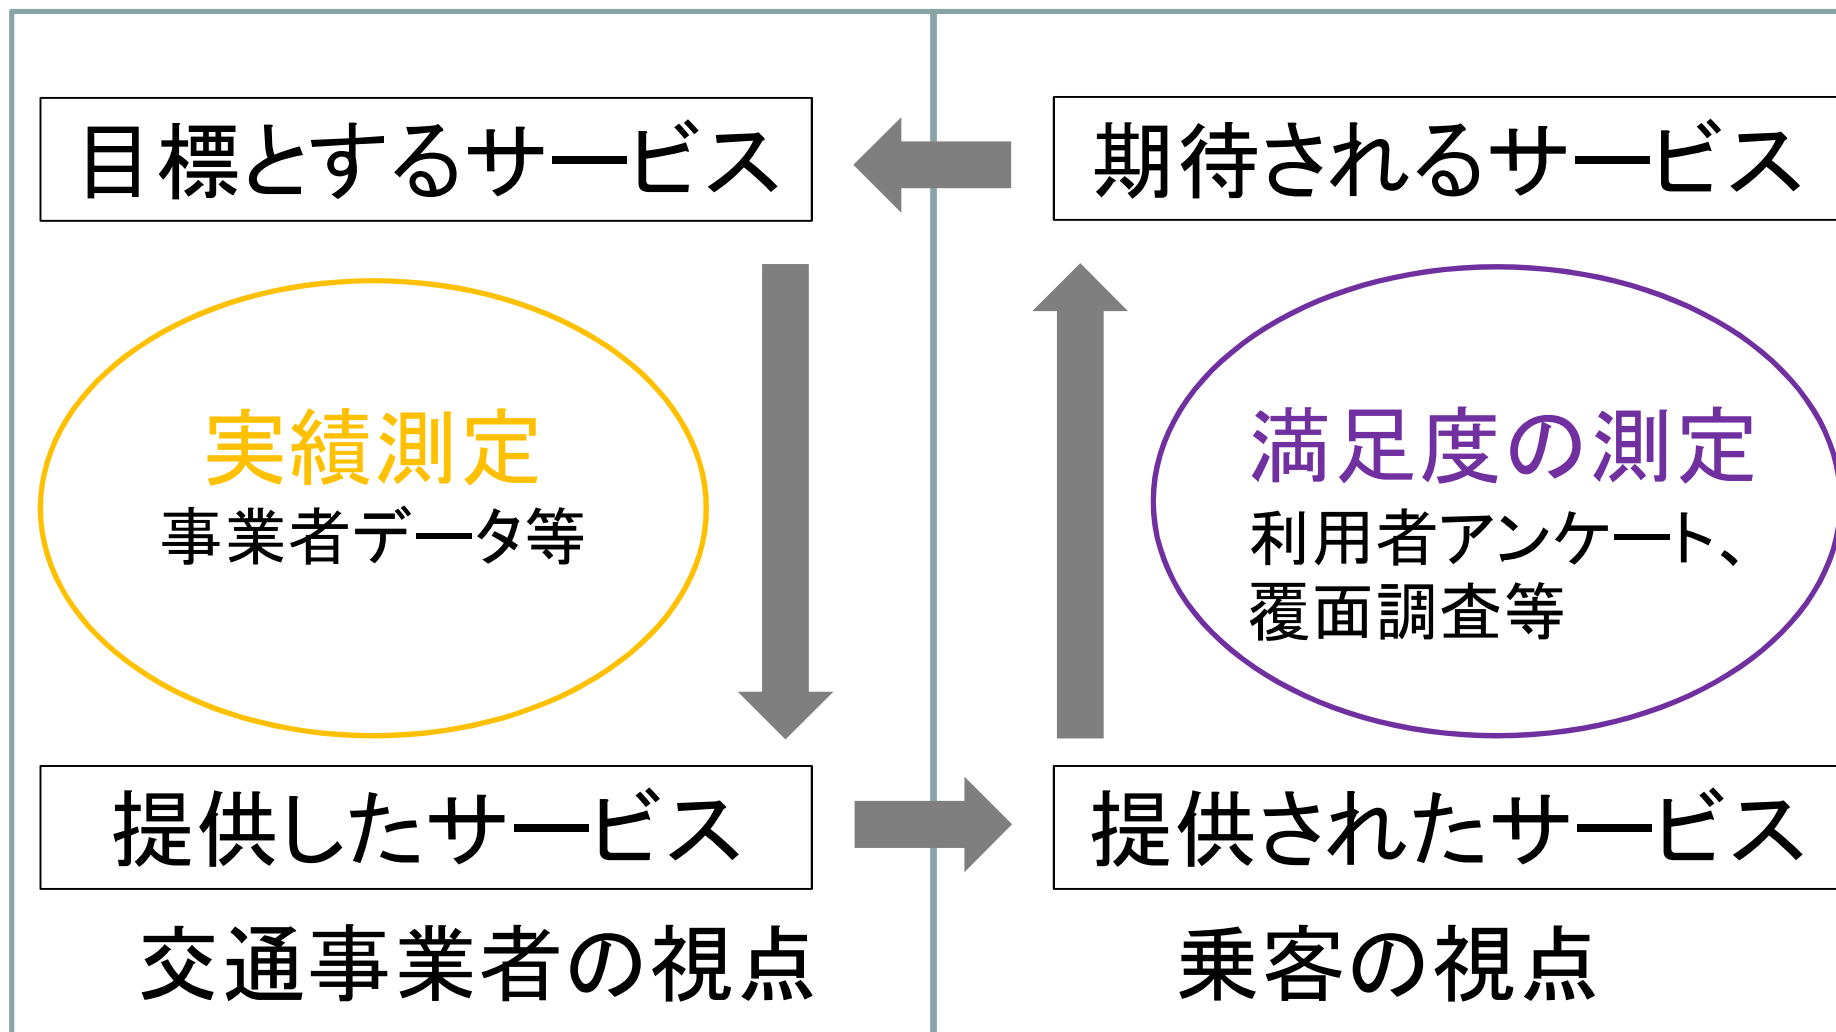 目標とするサービス
期待されるサービス
実績測定
事業者データ等
満足度の測定
利用者アンケート、
覆面調査等
提供したサービス
提供されたサービス
交通事業者の視点
乗客の視点